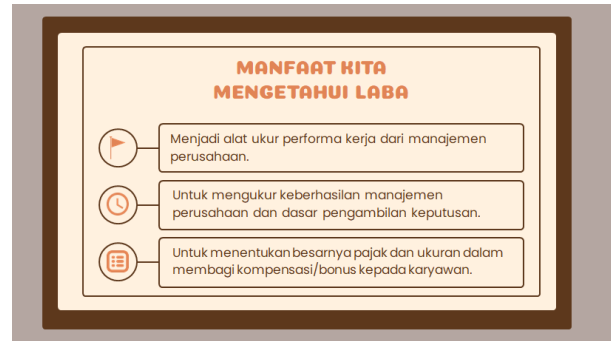 MANFAAT KITA
MENGETAHUI LABA
Menjadi alat ukur performa kerja dari manajemen
perusahaan.
Untuk mengukur keberhasilan manajemen
perusahaan dan dasar pengambilan keputusan.
Untuk menentukan besarnya pajak dan ukuran dalam
membagi kompensasi/bonus kepada karyawan.